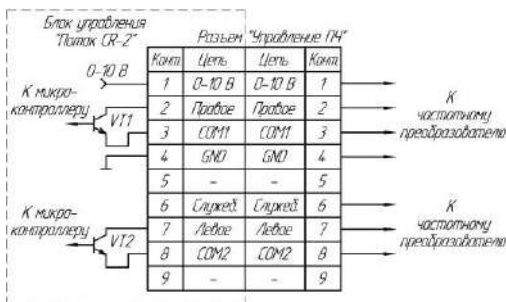 Блок управления
"Поток CR-2"
Разъем "Управление ПЧ"
Конт. Цепь Цепь Конт.
0-10 В
1 0-10 В 0-10 В 1
2 Правое Правое 2
3 COM1 COM1 3
4 GND GND 4
5 - - 5
6 Служеб. Служеб. 6
7 Левое Левое 7
8 COM2 COM2 8
9 - - 9
К микро-
контроллеру
VT1
К микро-
контроллеру
VT2
К
частотному
преобразователю
К
частотному
преобразователю